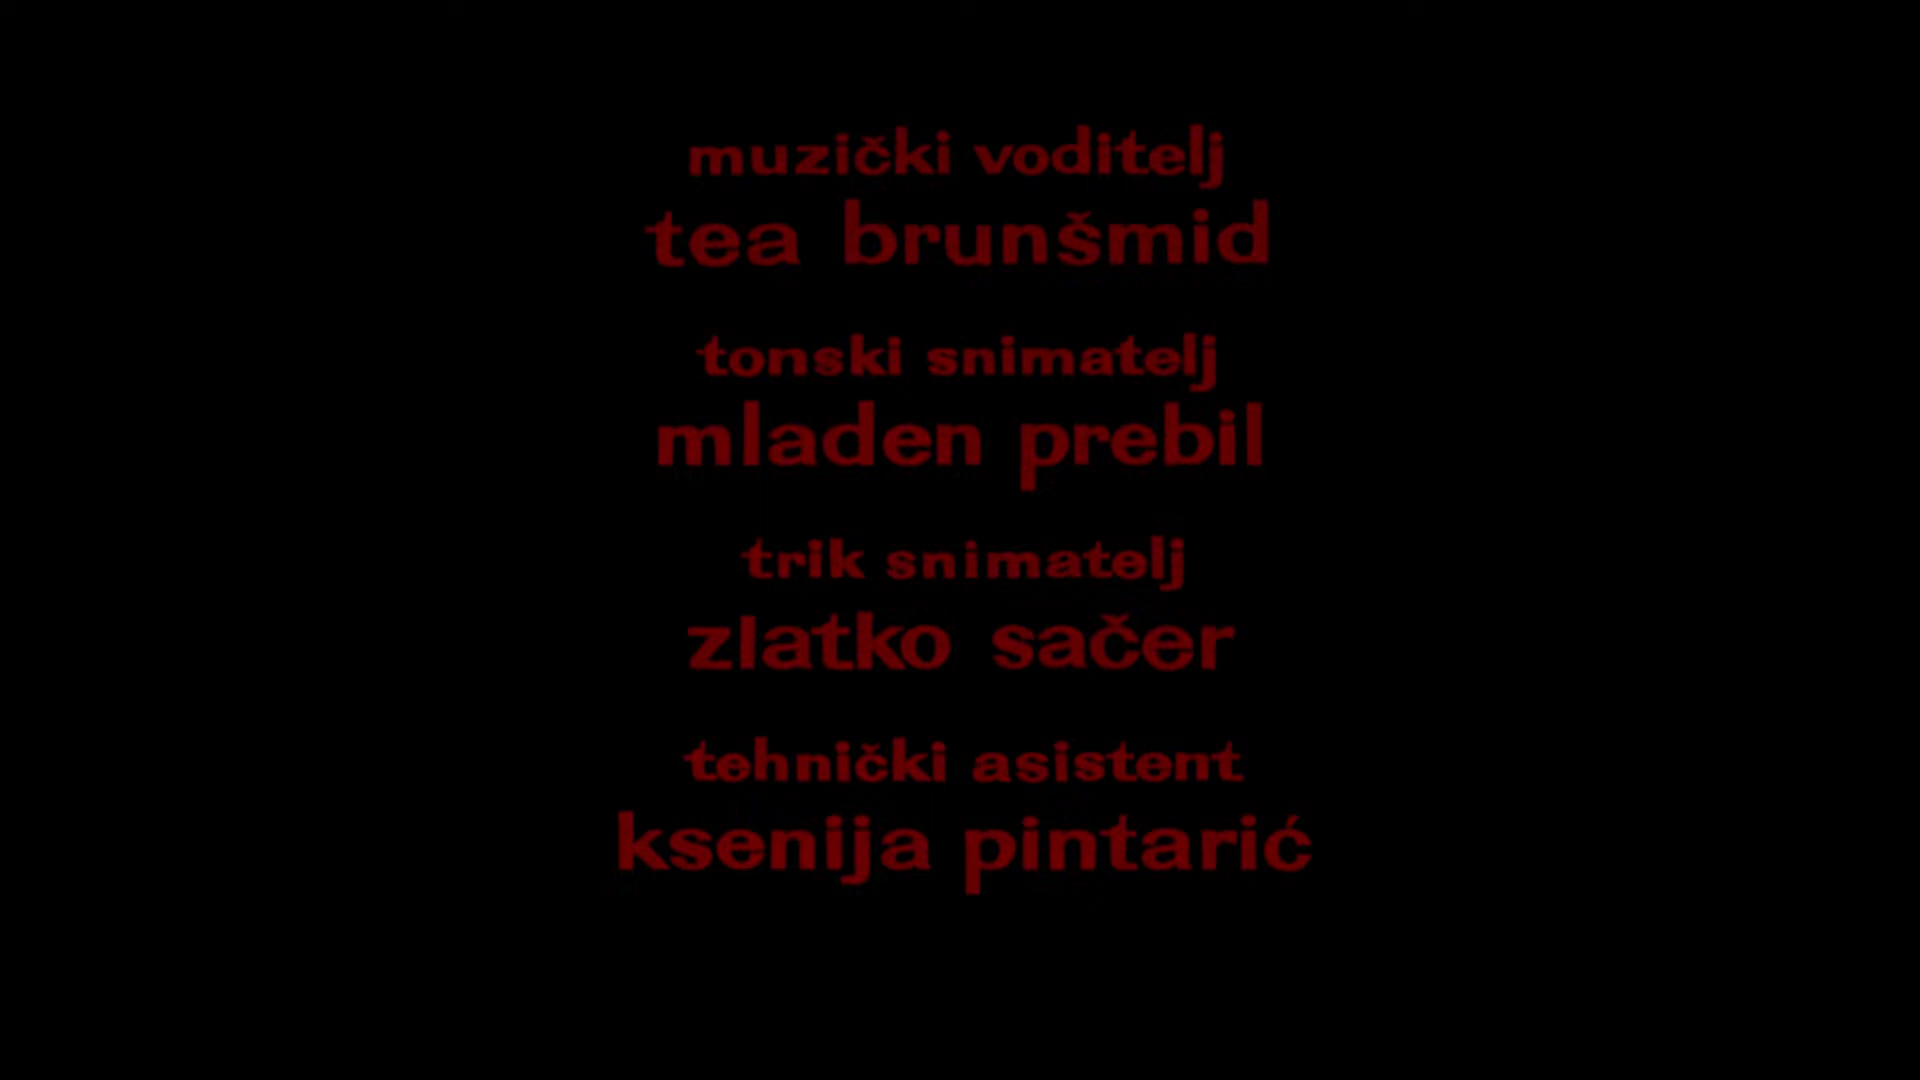 muzički voditelj
tea brunšmid
tonski snimatelj
mladen prebil
trik snimatelj
zlatko sačer
tehnički asistent
ksenija pintarić